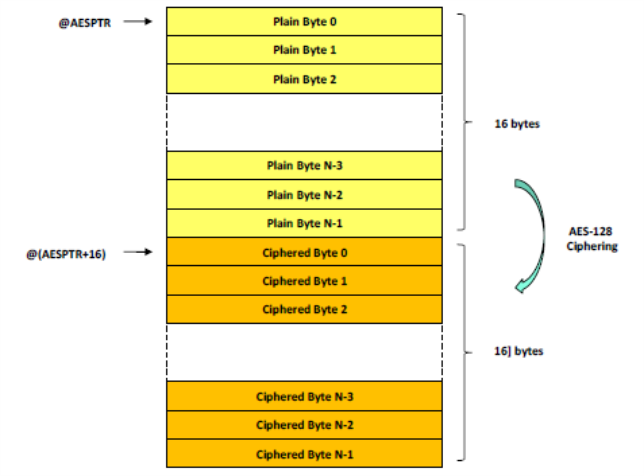 @AESPTR
Plain Byte 0
Plain Byte 1
Plain Byte 2
16 bytes
Plain Byte N-3
Plain Byte N-2
Plain Byte N-1
AES-128
Ciphering
@(AESPTR+16)
Ciphered Byte 0
Ciphered Byte 1
Ciphered Byte 2
16] bytes
Ciphered Byte N-3
Ciphered Byte N-2
Ciphered Byte N-1